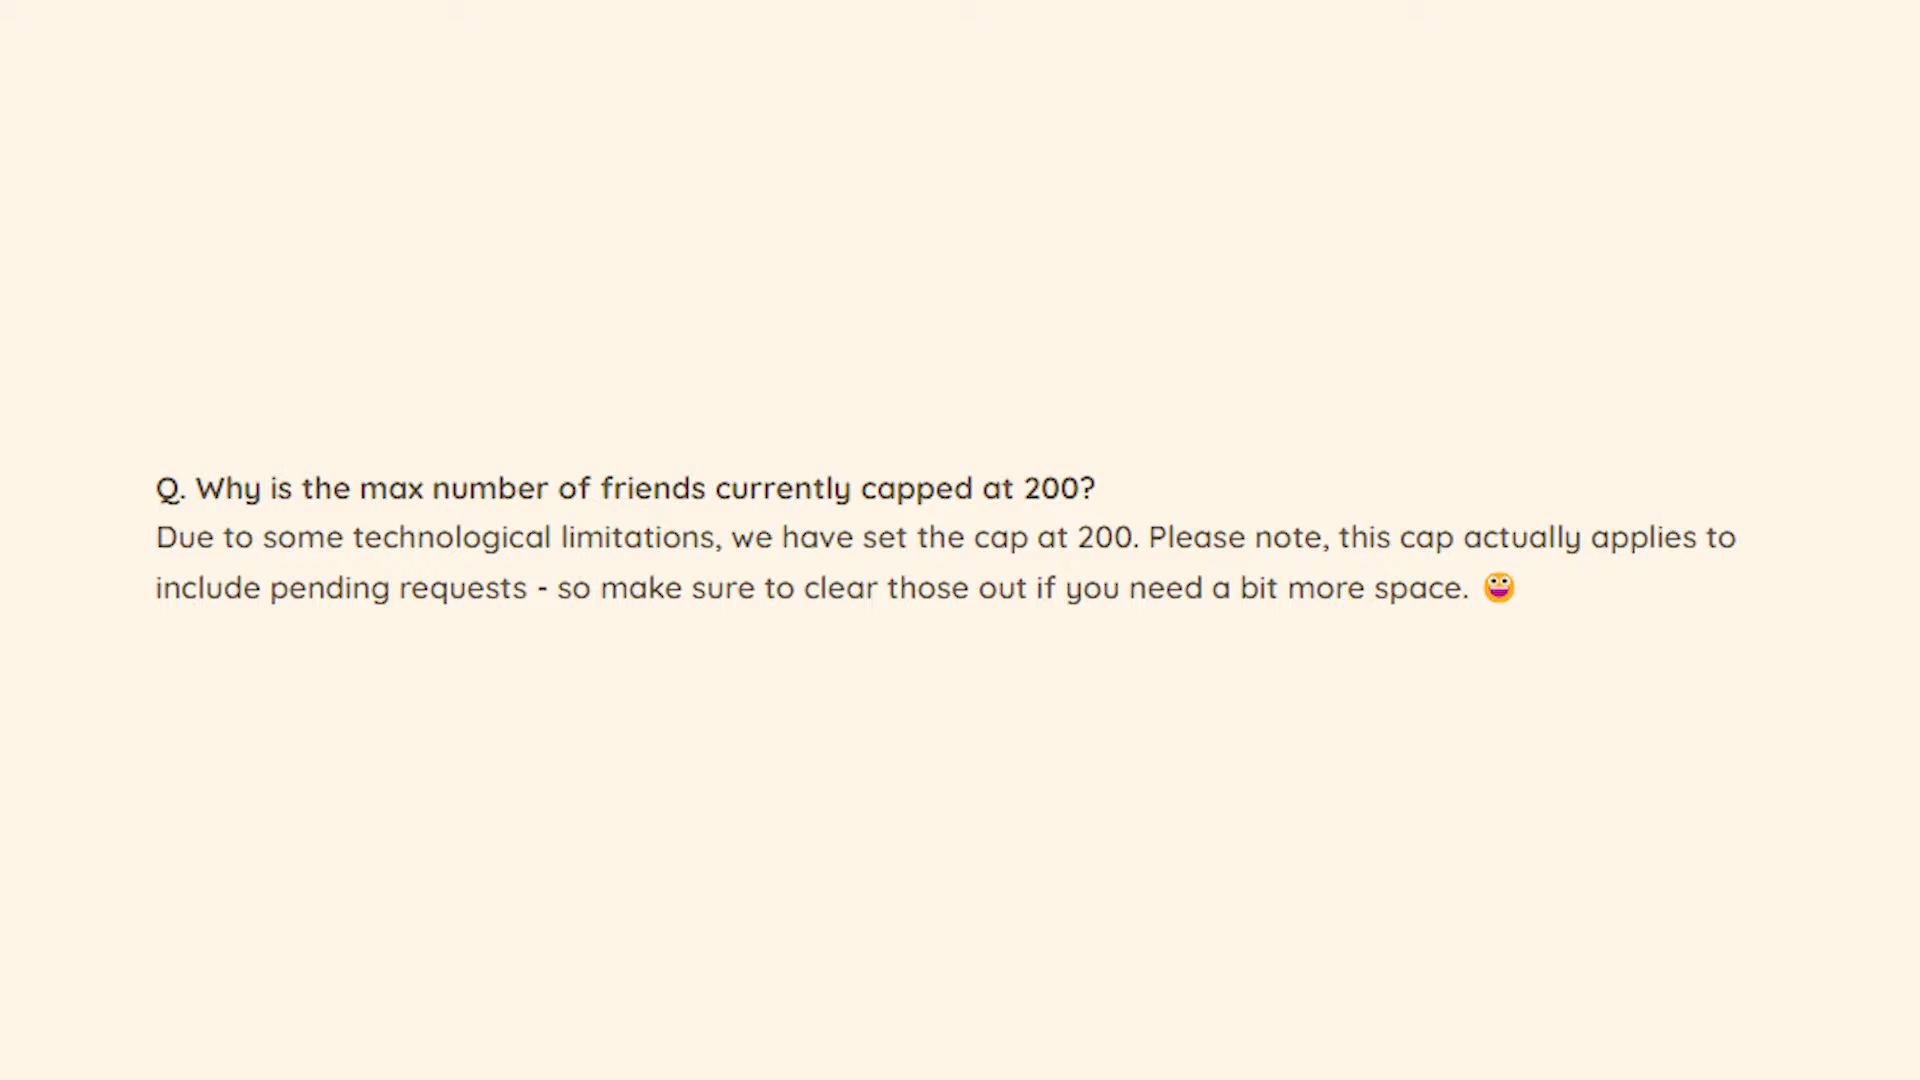 Q. Why is the max number of friends currently capped at 200?
Due to some technological limitations, we have set the cap at 200. Please note, this cap actually applies to
include pending requests - so make sure to clear those out if you need a bit more space. 😀